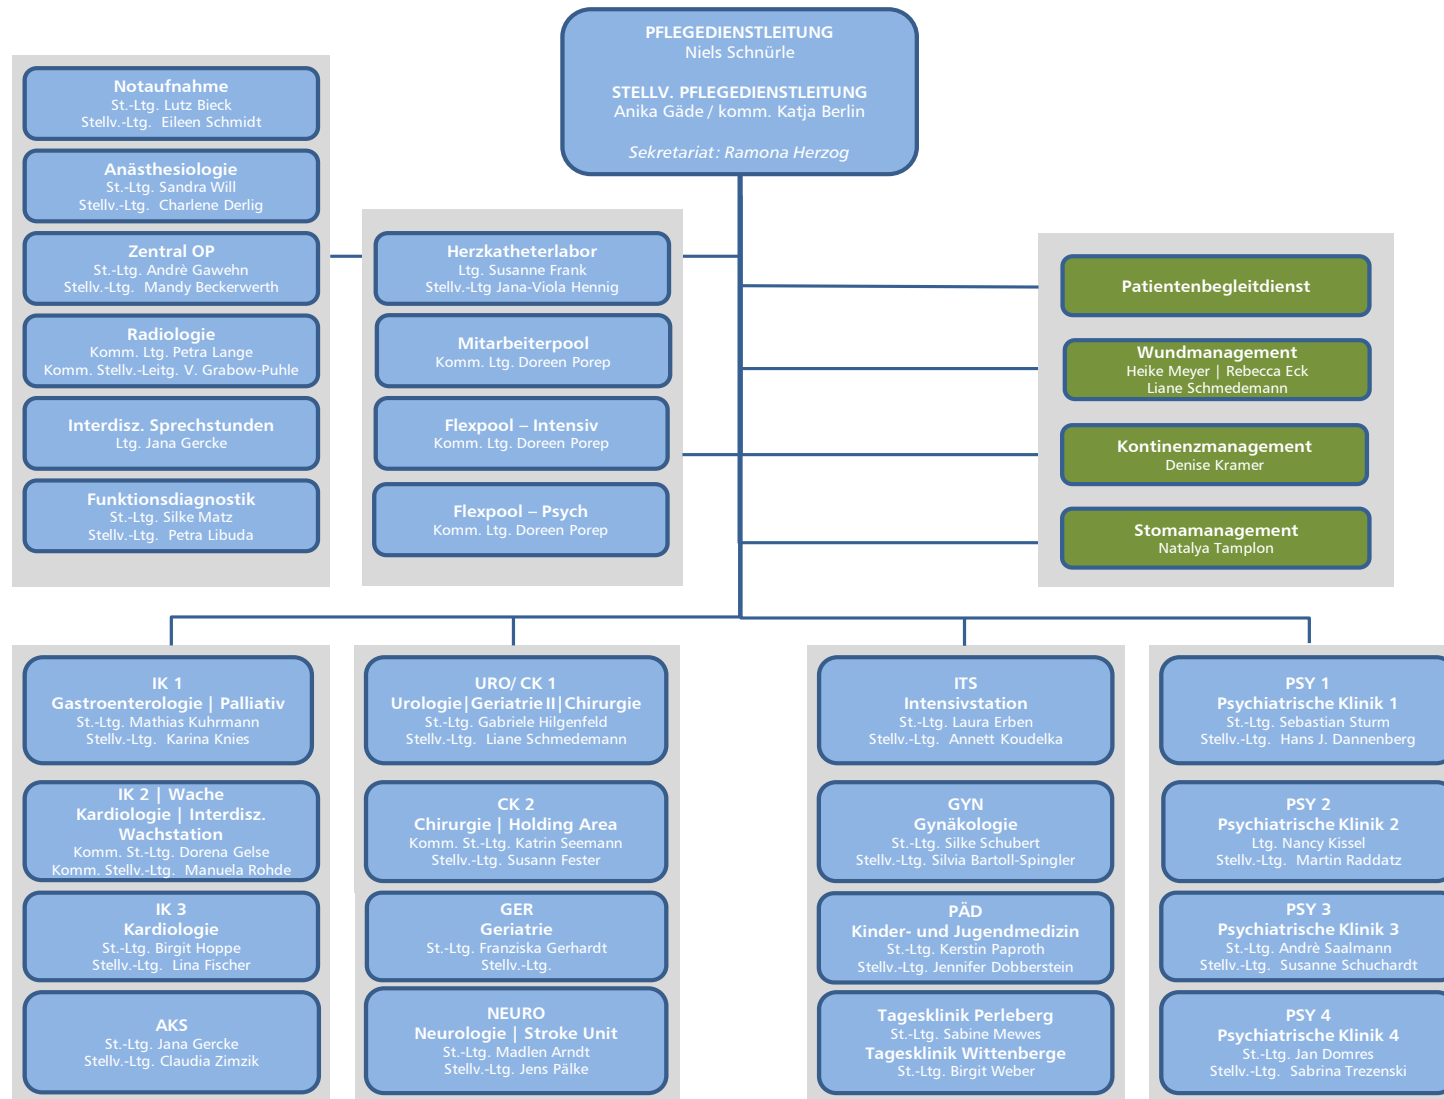 PFLEGEDIENSTLEITUNG
Niels Schnürle
STELLV. PFLEGEDIENSTLEITUNG
Anika Gäde / komm. Katja Berlin
Sekretariat: Ramona Herzog
Notaufnahme
St.-Ltg. Lutz Bieck
Stellv.-Ltg. Eileen Schmidt
Anästhesiologie
St.-Ltg. Sandra Will
Stellv.-Ltg. Charlene Derlig
Zentral OP
St.-Ltg. Andrè Gawehn
Stellv.-Ltg. Mandy Beckerwerth
Radiologie
Komm. Ltg. Petra Lange
Komm. Stellv.-Leitg. V. Grabow-Puhle
Interdisz. Sprechstunden
Ltg. Jana Gercke
Funktionsdiagnostik
St.-Ltg. Silke Matz
Stellv.-Ltg. Petra Libuda
Herzkatheterlabor
Ltg. Susanne Frank
Stellv.-Ltg Jana-Viola Hennig
Mitarbeiterpool
Komm. Ltg. Doreen Porep
Flexpool – Intensiv
Komm. Ltg. Doreen Porep
Flexpool – Psych
Komm. Ltg. Doreen Porep
Patientenbegleitdienst
Wundmanagement
Heike Meyer | Rebecca Eck
Liane Schmedemann
Kontinenzmanagement
Denise Kramer
Stomamanagement
Natalya Tamplon
IK 1
Gastroenterologie | Palliativ
St.-Ltg. Mathias Kuhrmann
Stellv.-Ltg. Karina Knies
IK 2 | Wache
Kardiologie | Interdisz.
Wachstation
Komm. St.-Ltg. Dorena Gelse
Komm. Stellv.-Ltg. Manuela Rohde
IK 3
Kardiologie
St.-Ltg. Birgit Hoppe
Stellv.-Ltg. Lina Fischer
AKS
St.-Ltg. Jana Gercke
Stellv.-Ltg. Claudia Zimzik
URO/ CK 1
Urologie|Geriatrie II|Chirurgie
St.-Ltg. Gabriele Hilgenfeld
Stellv.-Ltg. Liane Schmedemann
CK 2
Chirurgie | Holding Area
Komm. St.-Ltg. Katrin Seemann
Stellv.-Ltg. Susann Fester
GER
Geriatrie
St.-Ltg. Franziska Gerhardt
Stellv.-Ltg.
NEURO
Neurologie | Stroke Unit
St.-Ltg. Madlen Arndt
Stellv.-Ltg. Jens Pälke
ITS
Intensivstation
St.-Ltg. Laura Erben
Stellv.-Ltg. Annett Koudelka
GYN
Gynäkologie
St.-Ltg. Silke Schubert
Stellv.-Ltg. Silvia Bartoll-Spingler
PÄD
Kinder- und Jugendmedizin
St.-Ltg. Kerstin Paproth
Stellv.-Ltg. Jennifer Dobberstein
Tagesklinik Perleberg
St.-Ltg. Sabine Mewes
Tagesklinik Wittenberge
St.-Ltg. Birgit Weber
PSY 1
Psychiatrische Klinik 1
St.-Ltg. Sebastian Sturm
Stellv.-Ltg. Hans J. Dannenberg
PSY 2
Psychiatrische Klinik 2
Ltg. Nancy Kissel
Stellv.-Ltg. Martin Raddatz
PSY 3
Psychiatrische Klinik 3
St.-Ltg. Andrè Saalmann
Stellv.-Ltg. Susanne Schuchardt
PSY 4
Psychiatrische Klinik 4
St.-Ltg. Jan Domres
Stellv.-Ltg. Sabrina Trezenski